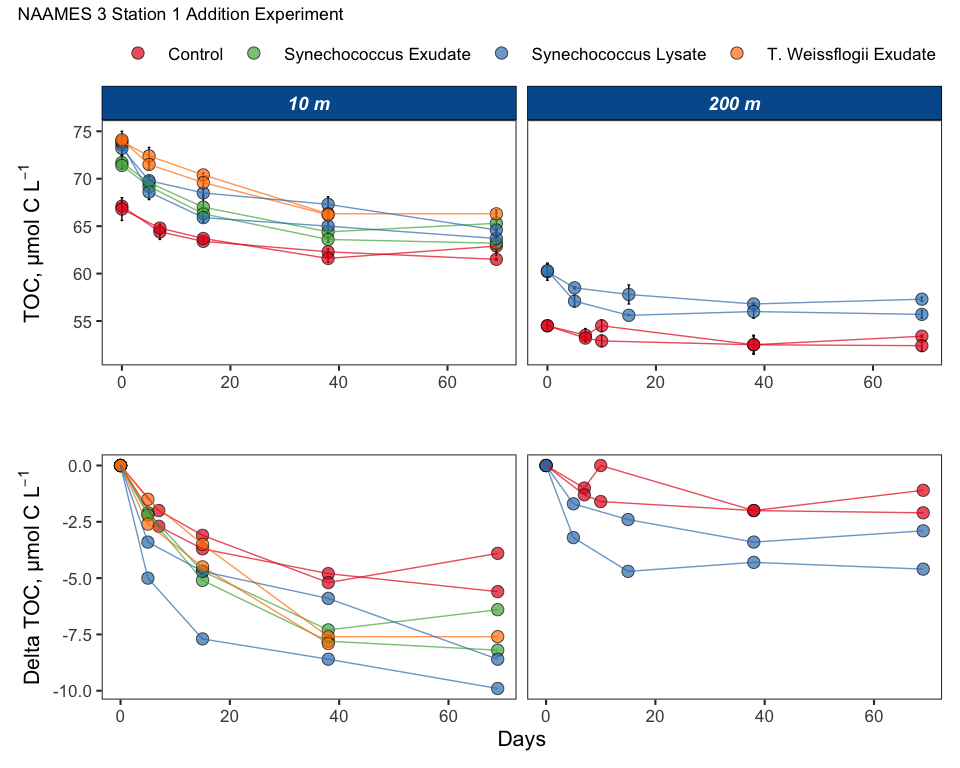 NAAMES 3 Station 1 Addition Experiment
Control Synechococcus Exudate Synechococcus Lysate T. Weissflogii Exudate
10 m 200 m
TOC, μmol C L⁻¹
75
70
65
60
55
0 20 40 60 0 20 40 60
Delta TOC, μmol C L⁻¹
0.0
-2.5
-5.0
-7.5
-10.0
0 20 40 60 0 20 40 60
Days